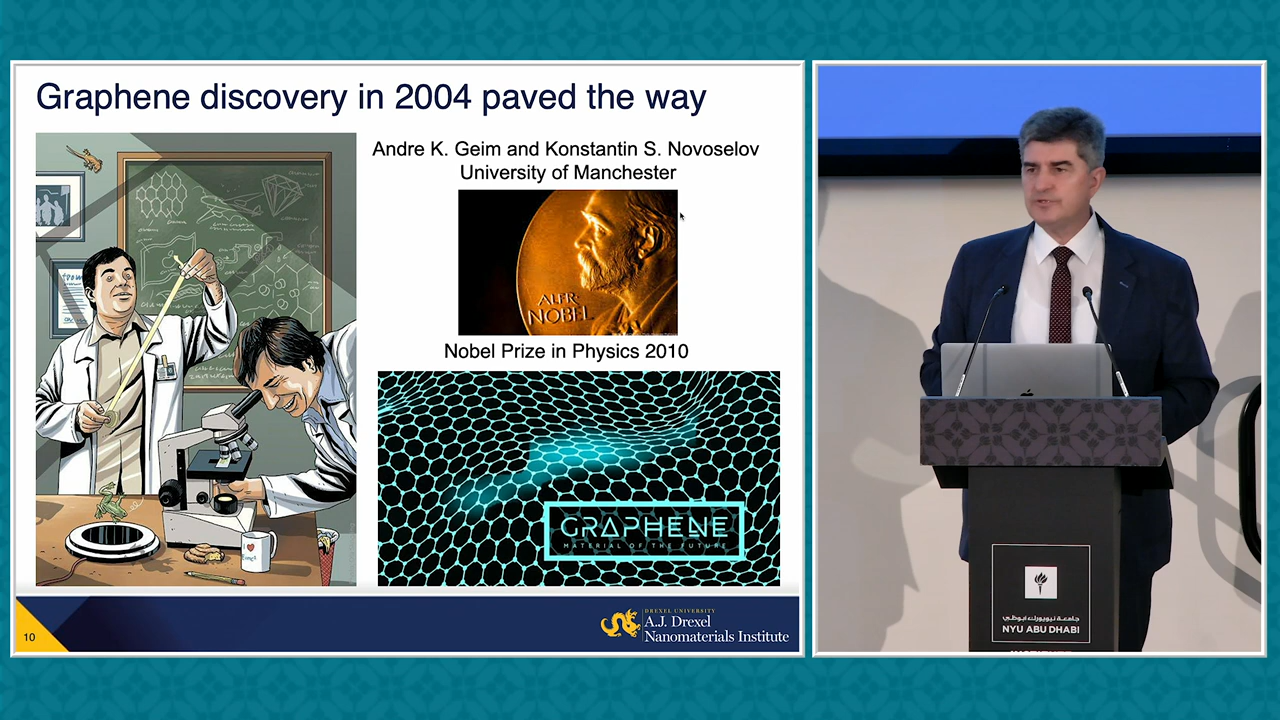 Graphene discovery in 2004 paved the way
Andre K. Geim and Konstantin S. Novoselov
University of Manchester
ALFR·
NOBEL
Nobel Prize in Physics 2010
GRAPHENE
MATERIAL OF THE FUTURE
10
DREXEL UNIVERSITY
A.J. Drexel
Nanomaterials Institute
جامعة نيويورك أبوظبي
NYU ABU DHABI